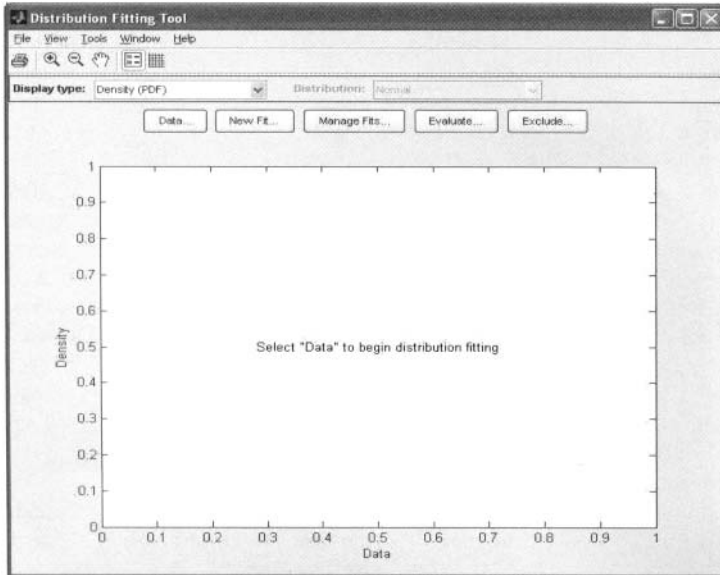 Distribution Fitting Tool
File View Tools Window Help
Display type: Density (PDF) Distribution: Normal
Data... New Fit... Manage Fits... Evaluate... Exclude...
1
0.9
0.8
0.7
0.6
0.5
0.4
0.3
0.2
0.1
0
Density
Select "Data" to begin distribution fitting
0 0.1 0.2 0.3 0.4 0.5 0.6 0.7 0.8 0.9 1
Data